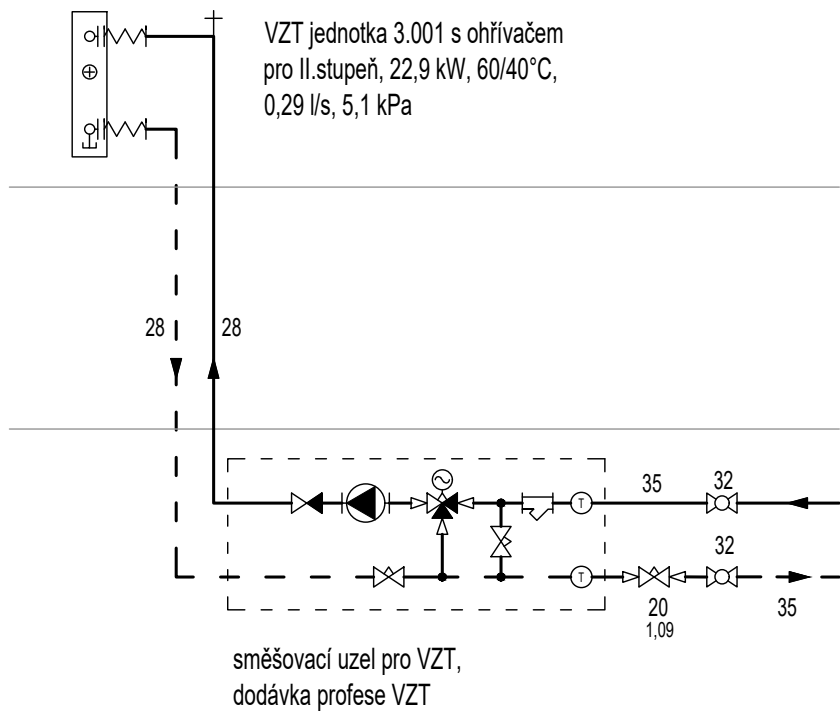 VZT jednotka 3.001 s ohřívačem
pro II.stupeň, 22,9 kW, 60/40°C,
0,29 l/s, 5,1 kPa
28
28
35
32
T
32
T
20
1,09
35
směšovací uzel pro VZT,
dodávka profese VZT